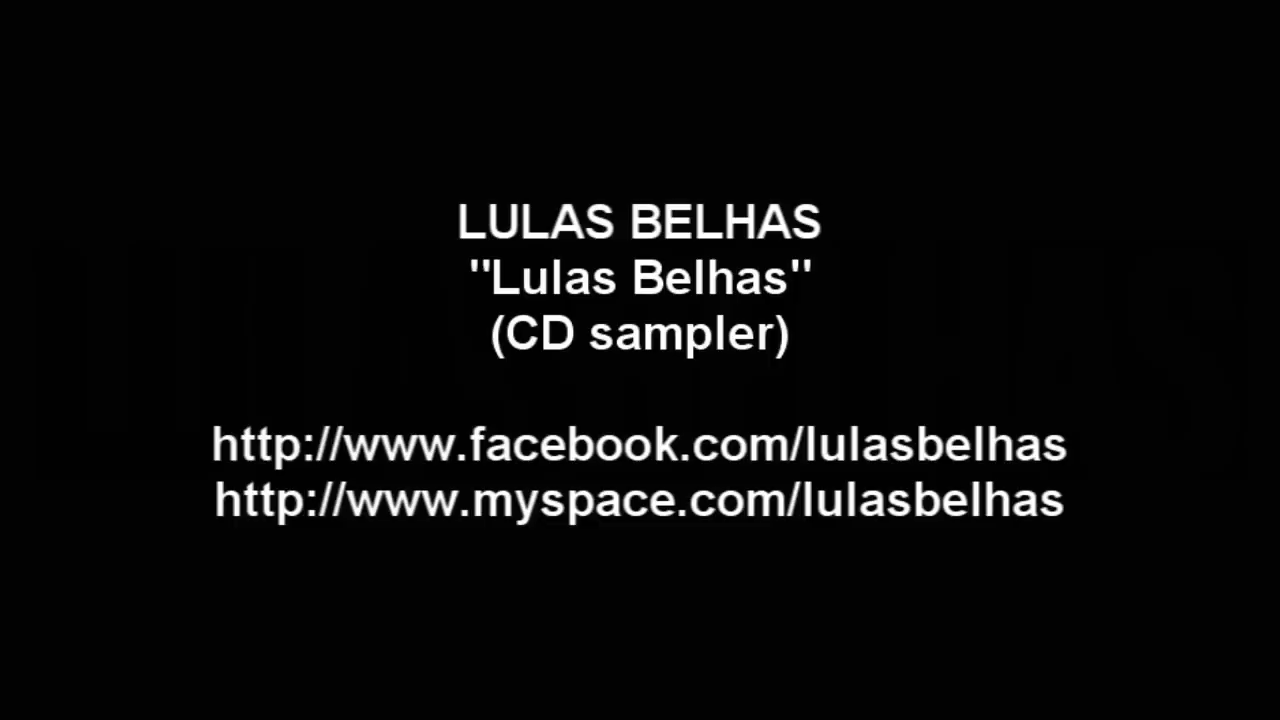 LULAS BELHAS
"Lulas Belhas"
(CD sampler)
http://www.facebook.com/lulasbelhas
http://www.myspace.com/lulasbelhas